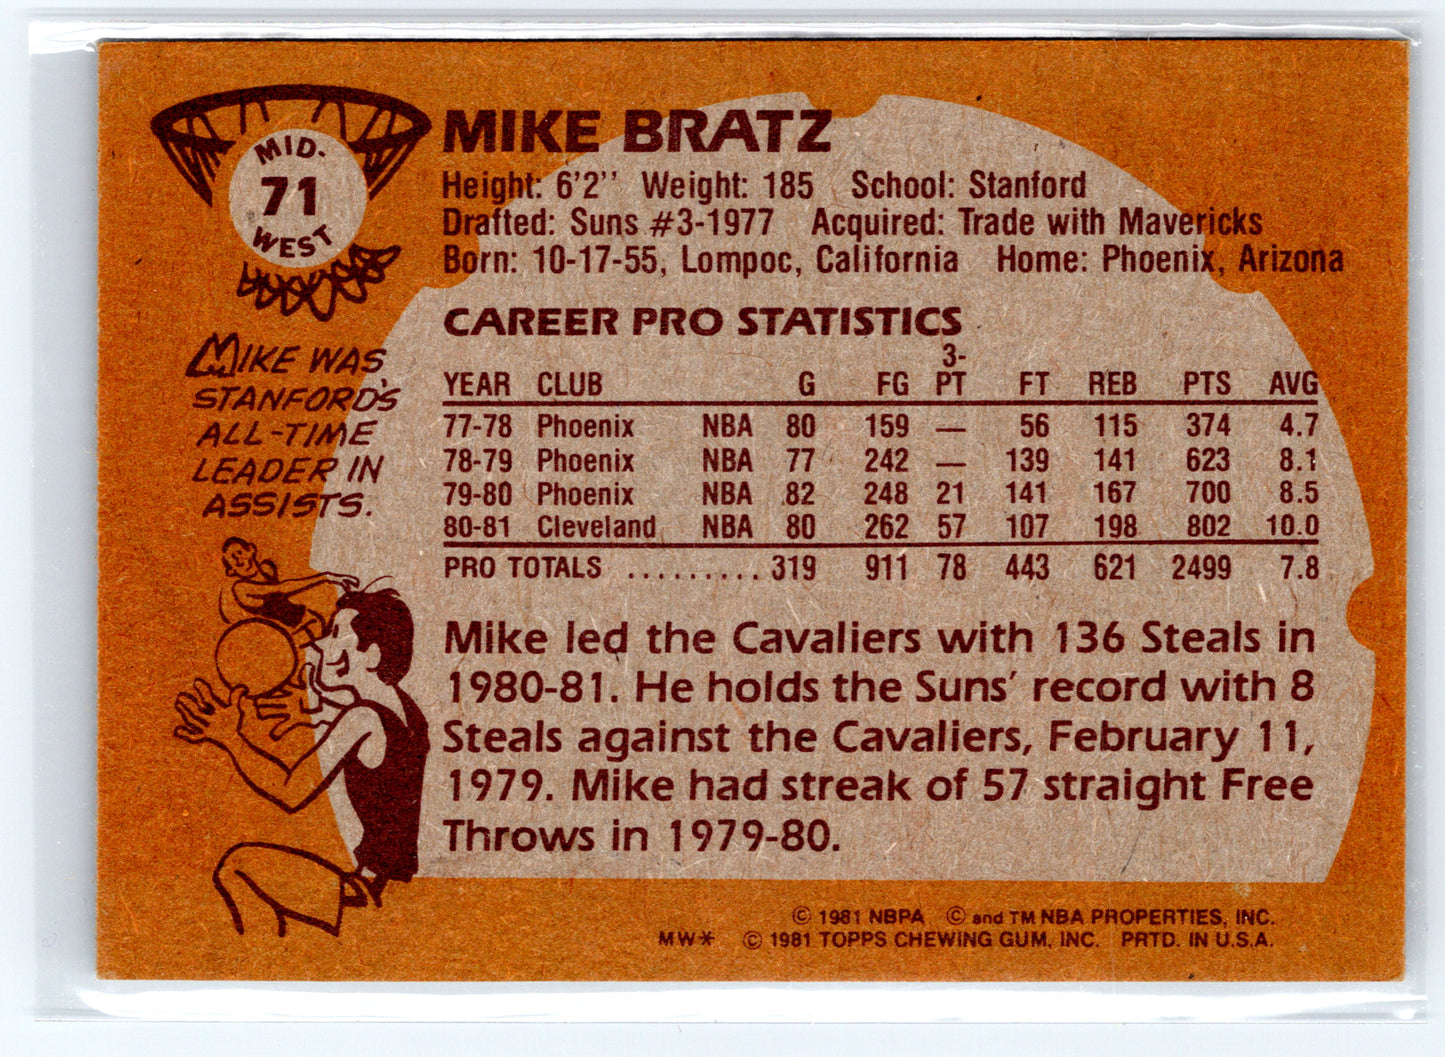 MID-
71
WEST
MIKE BRATZ
Height: 6'2'' Weight: 185 School: Stanford
Drafted: Suns #3-1977 Acquired: Trade with Mavericks
Born: 10-17-55, Lompoc, California Home: Phoenix, Arizona
MIKE WAS
STANFORD'S
ALL-TIME
LEADER IN
ASSISTS.
CAREER PRO STATISTICS
YEAR CLUB G FG 3-PT FT REB PTS AVG
77-78 Phoenix NBA 80 159 — 56 115 374 4.7
78-79 Phoenix NBA 77 242 — 139 141 623 8.1
79-80 Phoenix NBA 82 248 21 141 167 700 8.5
80-81 Cleveland NBA 80 262 57 107 198 802 10.0
PRO TOTALS .......... 319 911 78 443 621 2499 7.8
Mike led the Cavaliers with 136 Steals in
1980-81. He holds the Suns' record with 8
Steals against the Cavaliers, February 11,
1979. Mike had streak of 57 straight Free
Throws in 1979-80.
© 1981 NBPA © and TM NBA PROPERTIES, INC.
MW* © 1981 TOPPS CHEWING GUM, INC. PRTD. IN U.S.A.